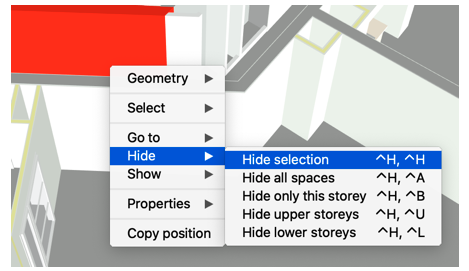 Geometry ▶
Select ▶
Go to ▶
Hide ▶
Show ▶
Properties ▶
Copy position
Hide selection ^H, ^H
Hide all spaces ^H, ^A
Hide only this storey ^H, ^B
Hide upper storeys ^H, ^U
Hide lower storeys ^H, ^L